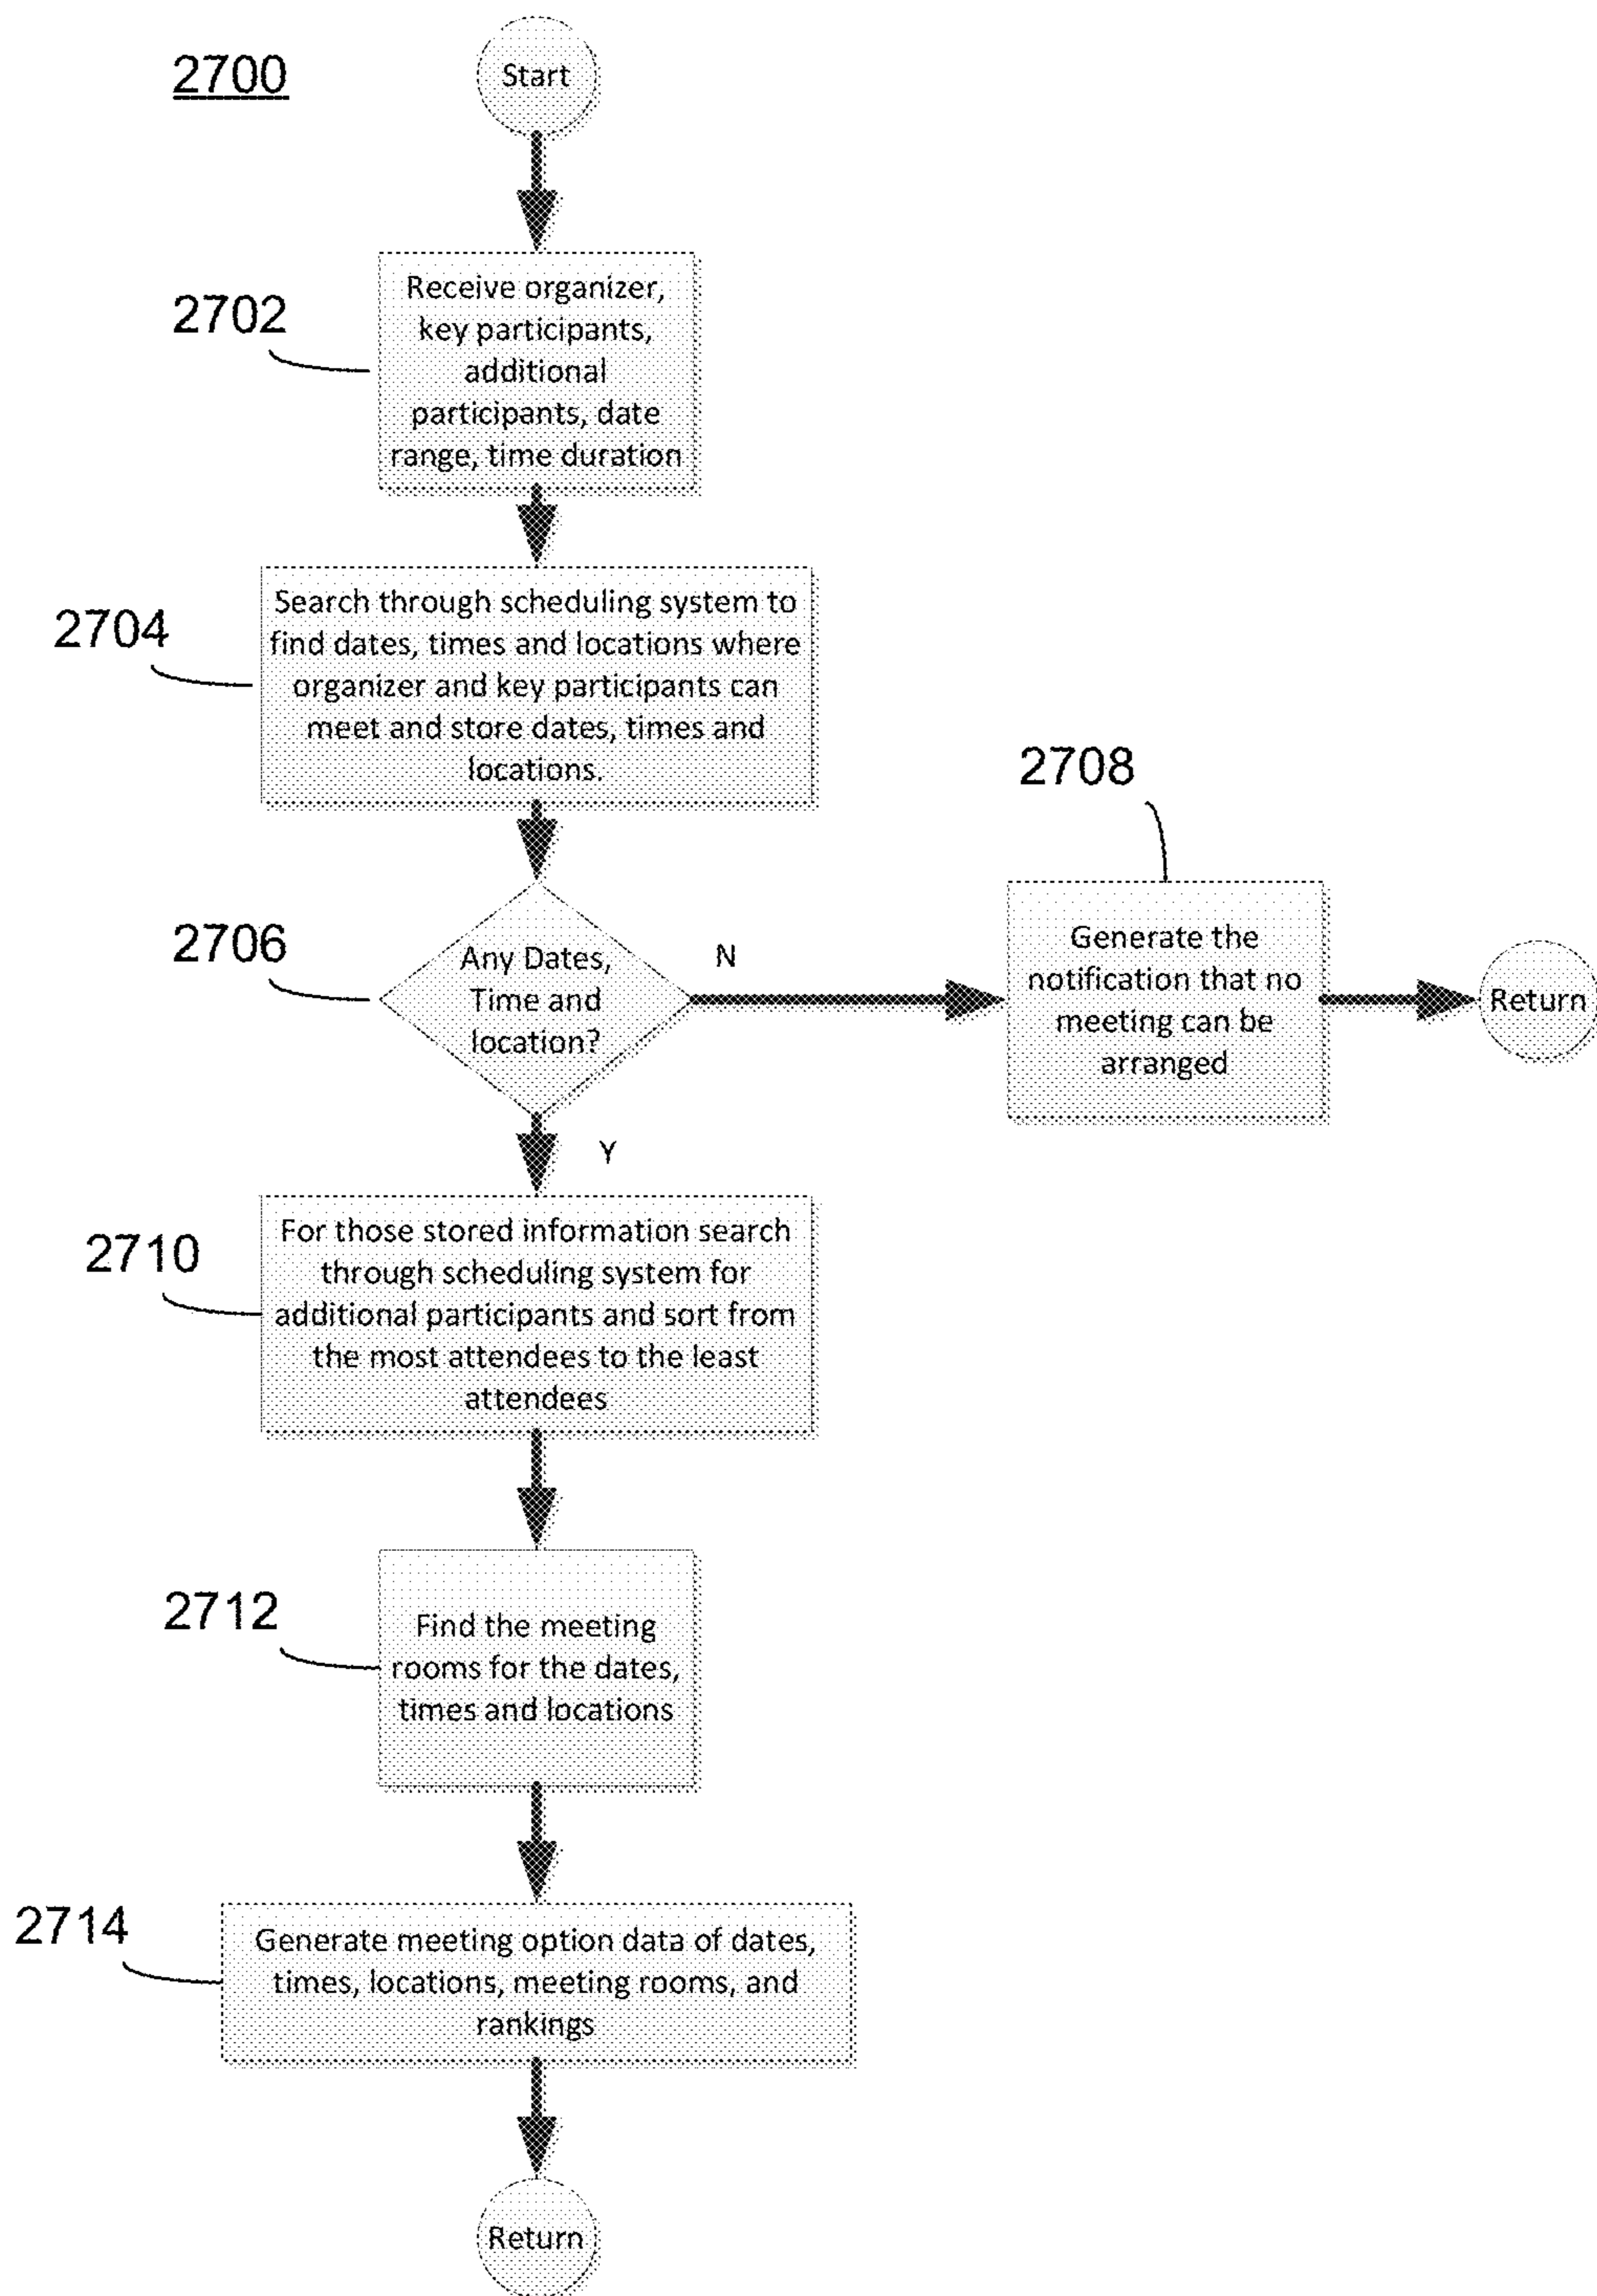 2700
Start
2702
Receive organizer,
key participants,
additional
participants, date
range, time duration
2704
Search through scheduling system to
find dates, times and locations where
organizer and key participants can
meet and store dates, times and
locations.
2706
Any Dates,
Time and
location?
N
2708
Generate the
notification that no
meeting can be
arranged
Return
Y
2710
For those stored information search
through scheduling system for
additional participants and sort from
the most attendees to the least
attendees
2712
Find the meeting
rooms for the dates,
times and locations
2714
Generate meeting option data of dates,
times, locations, meeting rooms, and
rankings
Return